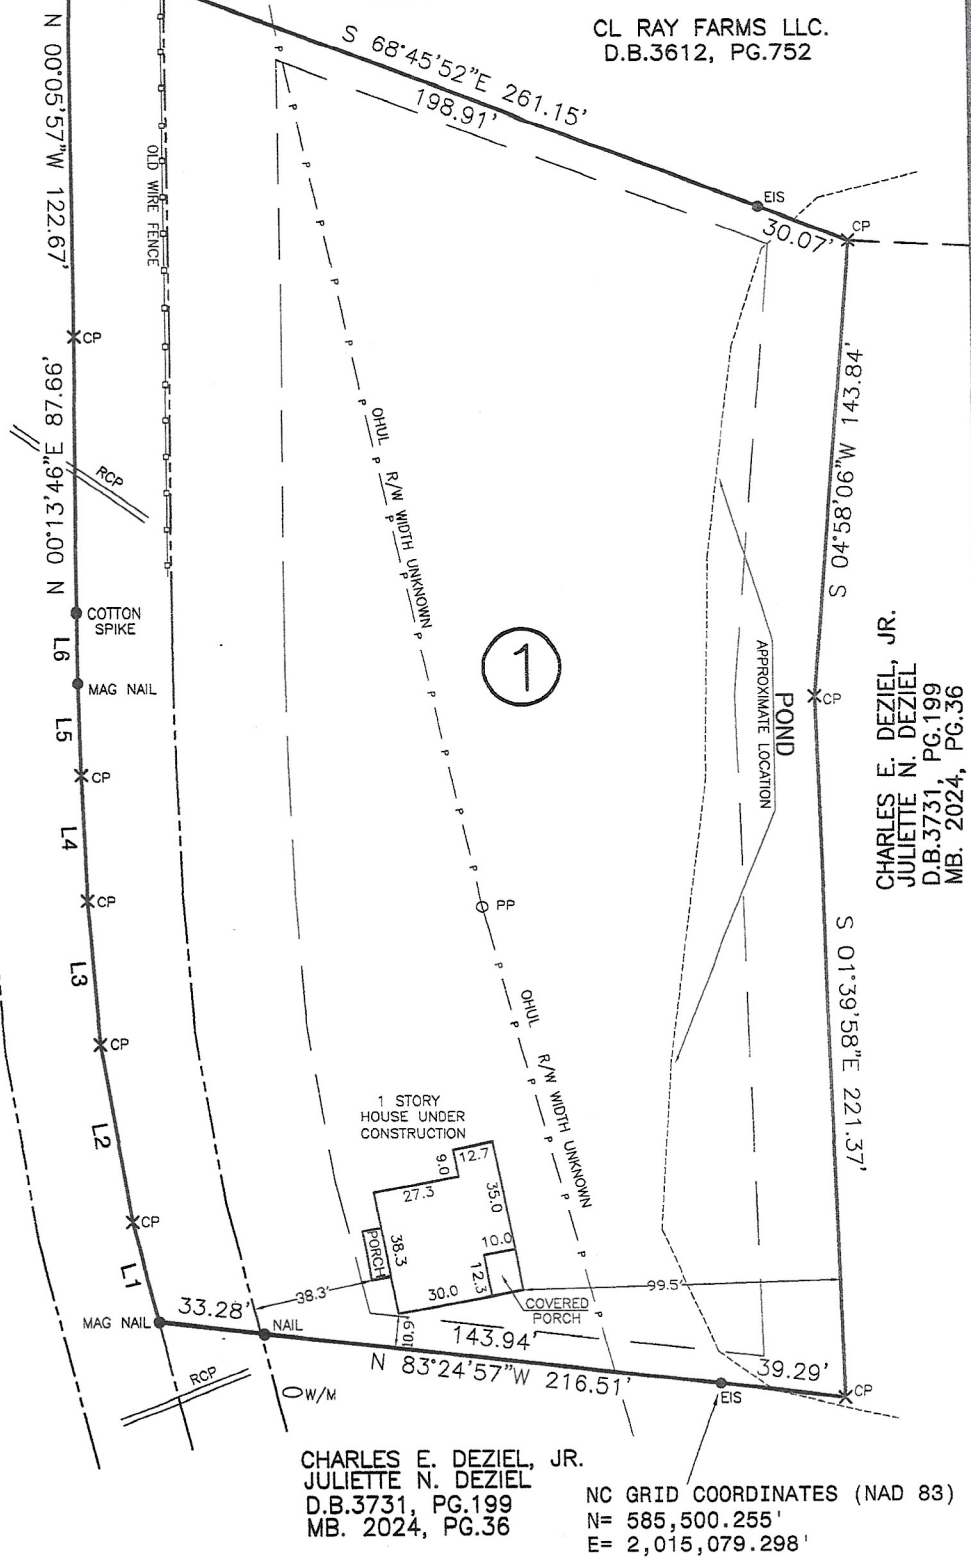 CL RAY FARMS LLC.
D.B.3612, PG.752
S 68°45'52"E 261.15'
198.91'
EIS
30.07'
CP
N 00°05'57"W 122.67'
OLD WIRE FENCE
P P P P P P
CP
N 00°13'46"E 87.66'
RCP
OHUL R/W WIDTH UNKNOWN
S 04°58'06"W 143.84'
COTTON
SPIKE
L6
MAG NAIL
L5
CP
L4
CP
L3
CP
L2
CP
L1
1
POND
APPROXIMATE LOCATION
CP
CHARLES E. DEZIEL, JR.
JULIETTE N. DEZIEL
D.B.3731, PG.199
MB. 2024, PG.36
PP
OHUL R/W WIDTH UNKNOWN
S 01°39'58"E 221.37'
1 STORY
HOUSE UNDER
CONSTRUCTION
12.7
9.0
27.3
35.0
PORCH
38.3
10.0
12.3
30.0
COVERED
PORCH
38.3'
99.5'
10.6'
MAG NAIL
33.28'
NAIL
143.94'
N 83°24'57"W 216.51'
39.29'
EIS
CP
RCP
W/M
CHARLES E. DEZIEL, JR.
JULIETTE N. DEZIEL
D.B.3731, PG.199
MB. 2024, PG.36
NC GRID COORDINATES (NAD 83)
N= 585,500.255'
E= 2,015,079.298'